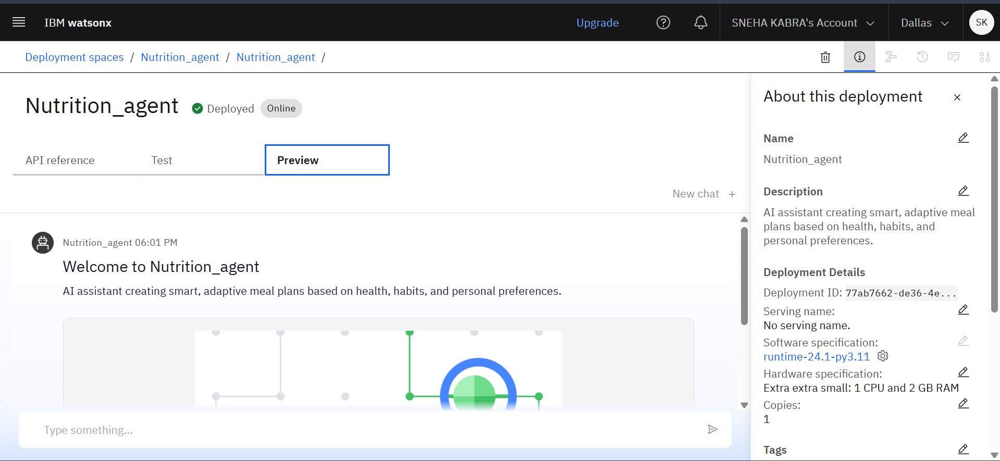 IBM watsonx
Upgrade
SNEHA KABRA's Account
Dallas
SK
Deployment spaces / Nutrition_agent / Nutrition_agent /
Nutrition_agent
Deployed
Online
API reference
Test
Preview
New chat +
Nutrition_agent 06:01 PM
Welcome to Nutrition_agent
AI assistant creating smart, adaptive meal plans based on health, habits, and personal preferences.
Type something...
About this deployment
Name
Nutrition_agent
Description
AI assistant creating smart, adaptive meal
plans based on health, habits, and
personal preferences.
Deployment Details
Deployment ID: 77ab7662-de36-4e...
Serving name:
No serving name.
Software specification:
runtime-24.1-py3.11
Hardware specification:
Extra extra small: 1 CPU and 2 GB RAM
Copies:
1
Tags